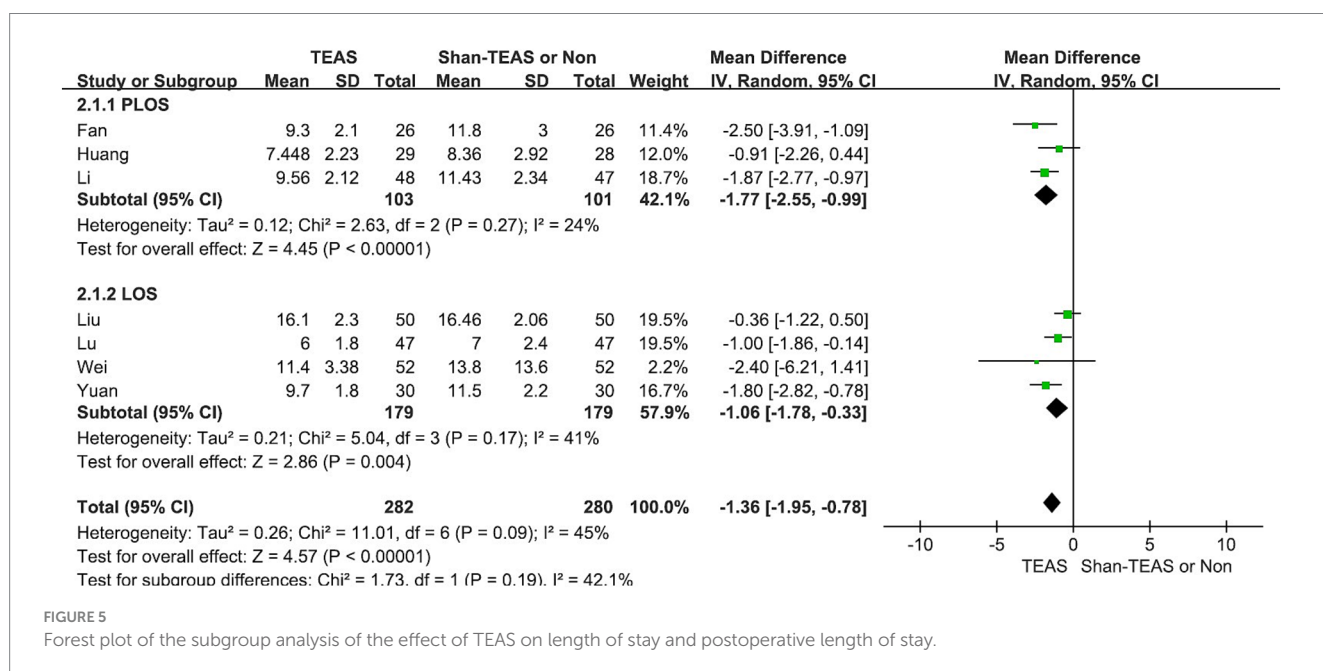 TEAS Shan-TEAS or Non Mean Difference Mean Difference
Study or Subgroup Mean SD Total Mean SD Total Weight IV, Random, 95% CI IV, Random, 95% CI
2.1.1 PLOS
Fan 9.3 2.1 26 11.8 3 26 11.4% -2.50 [-3.91, -1.09]
Huang 7.448 2.23 29 8.36 2.92 28 12.0% -0.91 [-2.26, 0.44]
Li 9.56 2.12 48 11.43 2.34 47 18.7% -1.87 [-2.77, -0.97]
Subtotal (95% CI) 103 101 42.1% -1.77 [-2.55, -0.99]
Heterogeneity: Tau² = 0.12; Chi² = 2.63, df = 2 (P = 0.27); I² = 24%
Test for overall effect: Z = 4.45 (P < 0.00001)
2.1.2 LOS
Liu 16.1 2.3 50 16.46 2.06 50 19.5% -0.36 [-1.22, 0.50]
Lu 6 1.8 47 7 2.4 47 19.5% -1.00 [-1.86, -0.14]
Wei 11.4 3.38 52 13.8 13.6 52 2.2% -2.40 [-6.21, 1.41]
Yuan 9.7 1.8 30 11.5 2.2 30 16.7% -1.80 [-2.82, -0.78]
Subtotal (95% CI) 179 179 57.9% -1.06 [-1.78, -0.33]
Heterogeneity: Tau² = 0.21; Chi² = 5.04, df = 3 (P = 0.17); I² = 41%
Test for overall effect: Z = 2.86 (P = 0.004)
Total (95% CI) 282 280 100.0% -1.36 [-1.95, -0.78]
Heterogeneity: Tau² = 0.26; Chi² = 11.01, df = 6 (P = 0.09); I² = 45%
Test for overall effect: Z = 4.57 (P < 0.00001)
Test for subgroup differences: Chi² = 1.73, df = 1 (P = 0.19), I² = 42.1%
-10 -5 0 5 10
TEAS Shan-TEAS or Non
FIGURE 5
Forest plot of the subgroup analysis of the effect of TEAS on length of stay and postoperative length of stay.